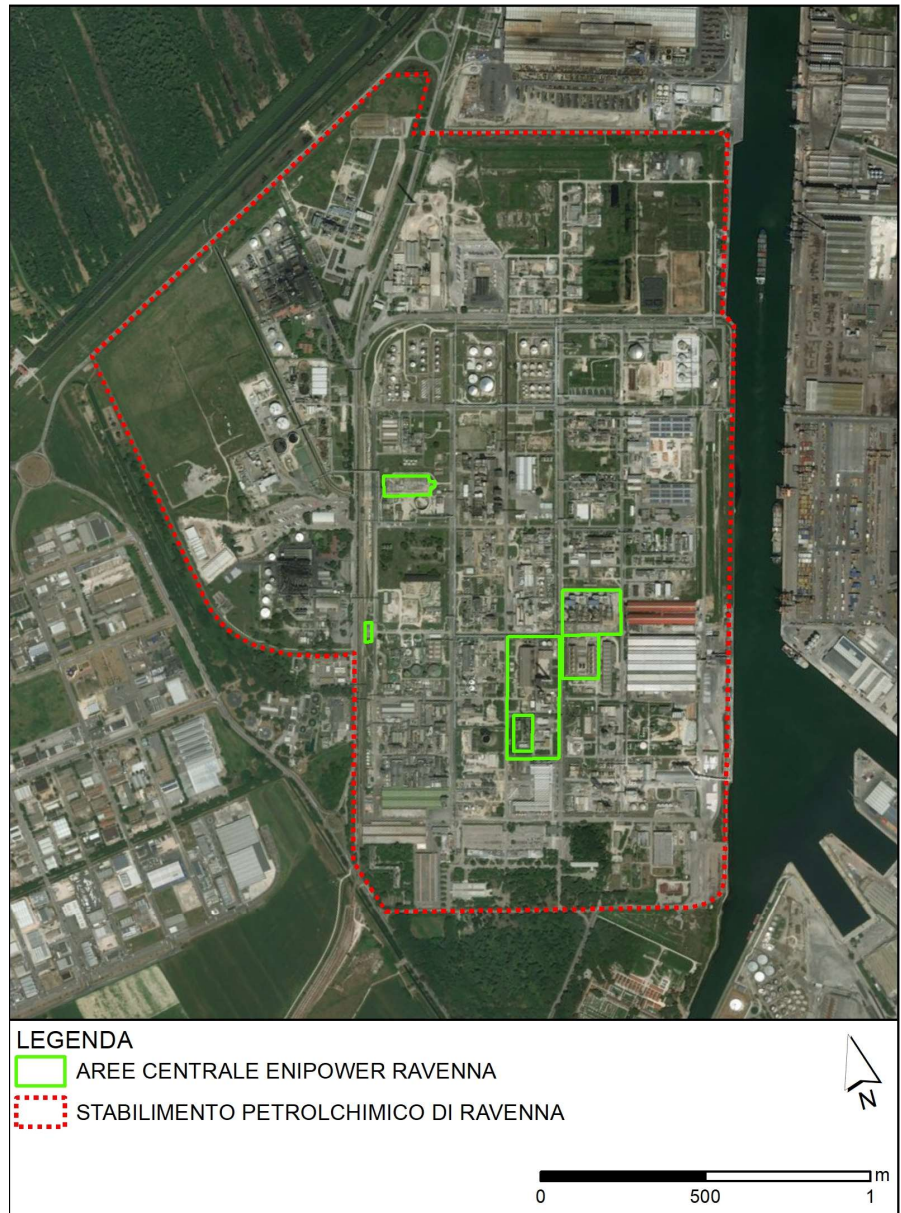 LEGENDA
AREE CENTRALE ENIPOWER RAVENNA
STABILIMENTO PETROLCHIMICO DI RAVENNA
N
m
0 500 1